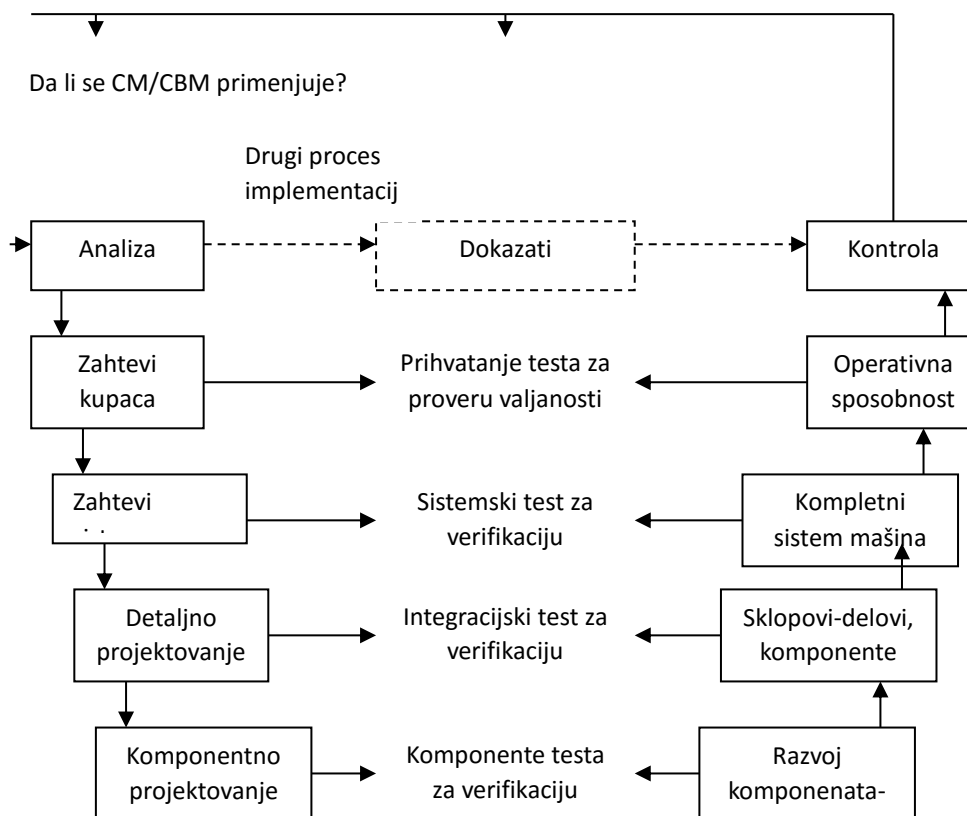 Da li se CM/CBM primenjuje?
Drugi proces
implementacij
Analiza
Dokazati
Kontrola
Zahtevi
kupaca
Prihvatanje testa za
proveru valjanosti
Operativna
sposobnost
Zahtevi
Sistemski test za
verifikaciju
Kompletni
sistem mašina
Detaljno
projektovanje
Integracijski test za
verifikaciju
Sklopovi-delovi,
komponente
Komponentno
projektovanje
Komponente testa
za verifikaciju
Razvoj
komponenata-